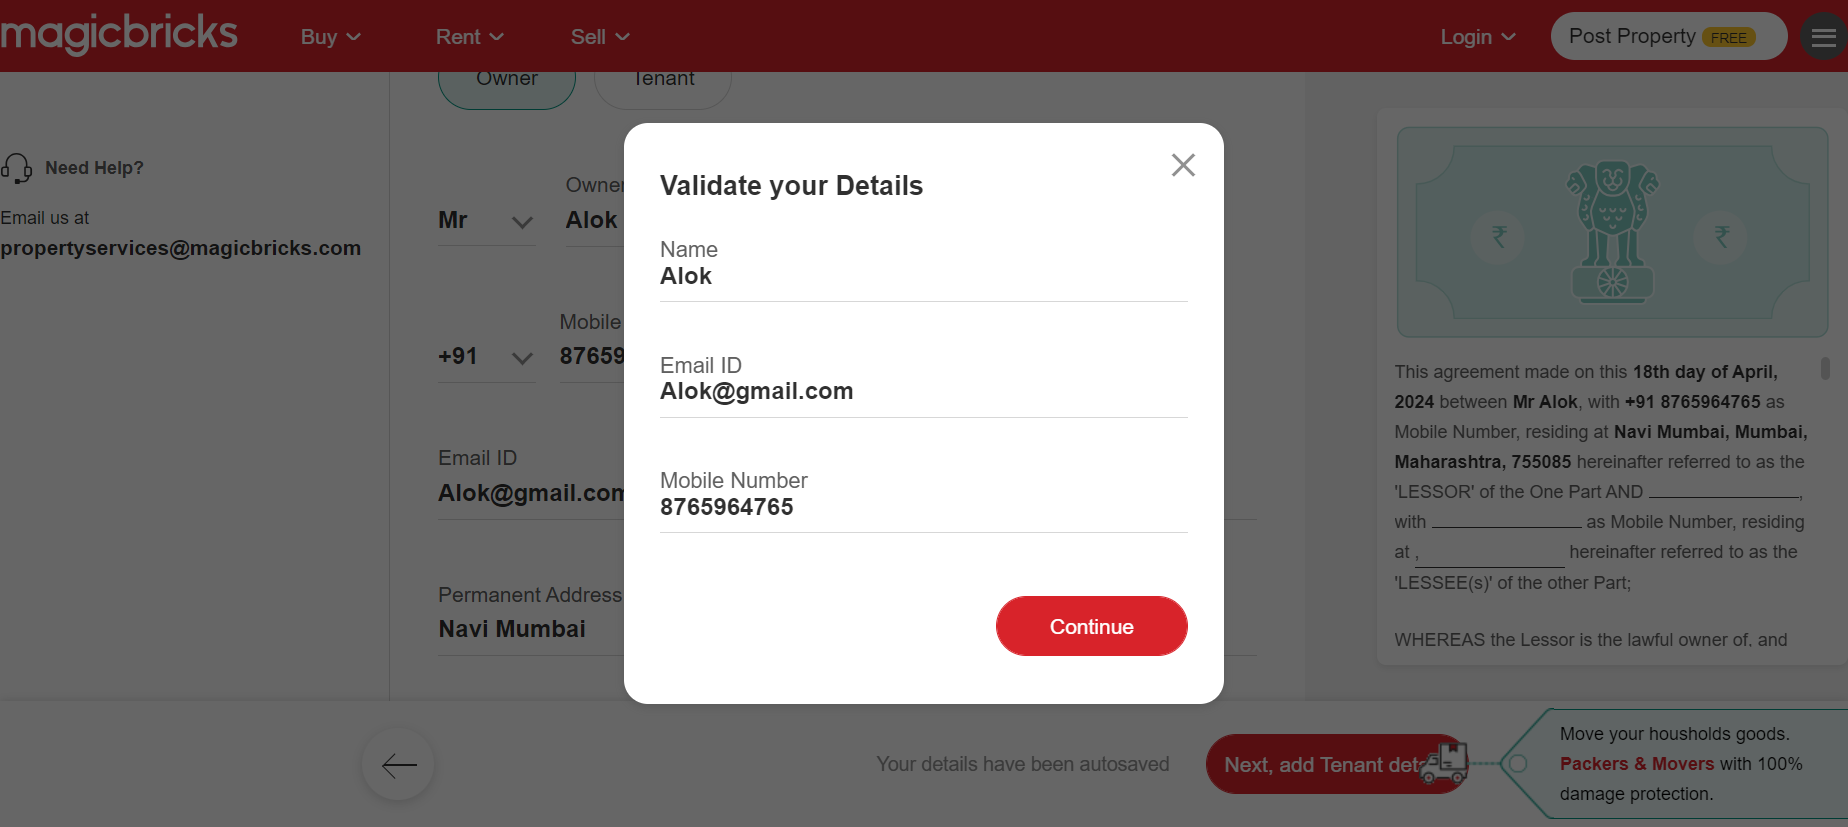 magicbricks
Buy
Rent
Sell
Login
Post Property FREE
Owner
Tenant
Need Help?
Email us at
propertyservices@magicbricks.com
Owner
Mr
Alok
Mobile
+91
87659
Email ID
Alok@gmail.com
Permanent Address
Navi Mumbai
Validate your Details
Name
Alok
Email ID
Alok@gmail.com
Mobile Number
8765964765
Continue
₹ ₹
This agreement made on this 18th day of April,
2024 between Mr Alok, with +91 8765964765 as
Mobile Number, residing at Navi Mumbai, Mumbai,
Maharashtra, 755085 hereinafter referred to as the
'LESSOR' of the One Part AND ,
with as Mobile Number, residing
at , hereinafter referred to as the
'LESSEE(s)' of the other Part;
WHEREAS the Lessor is the lawful owner of, and
Your details have been autosaved
Next, add Tenant deta
Move your housholds goods.
Packers & Movers with 100%
damage protection.